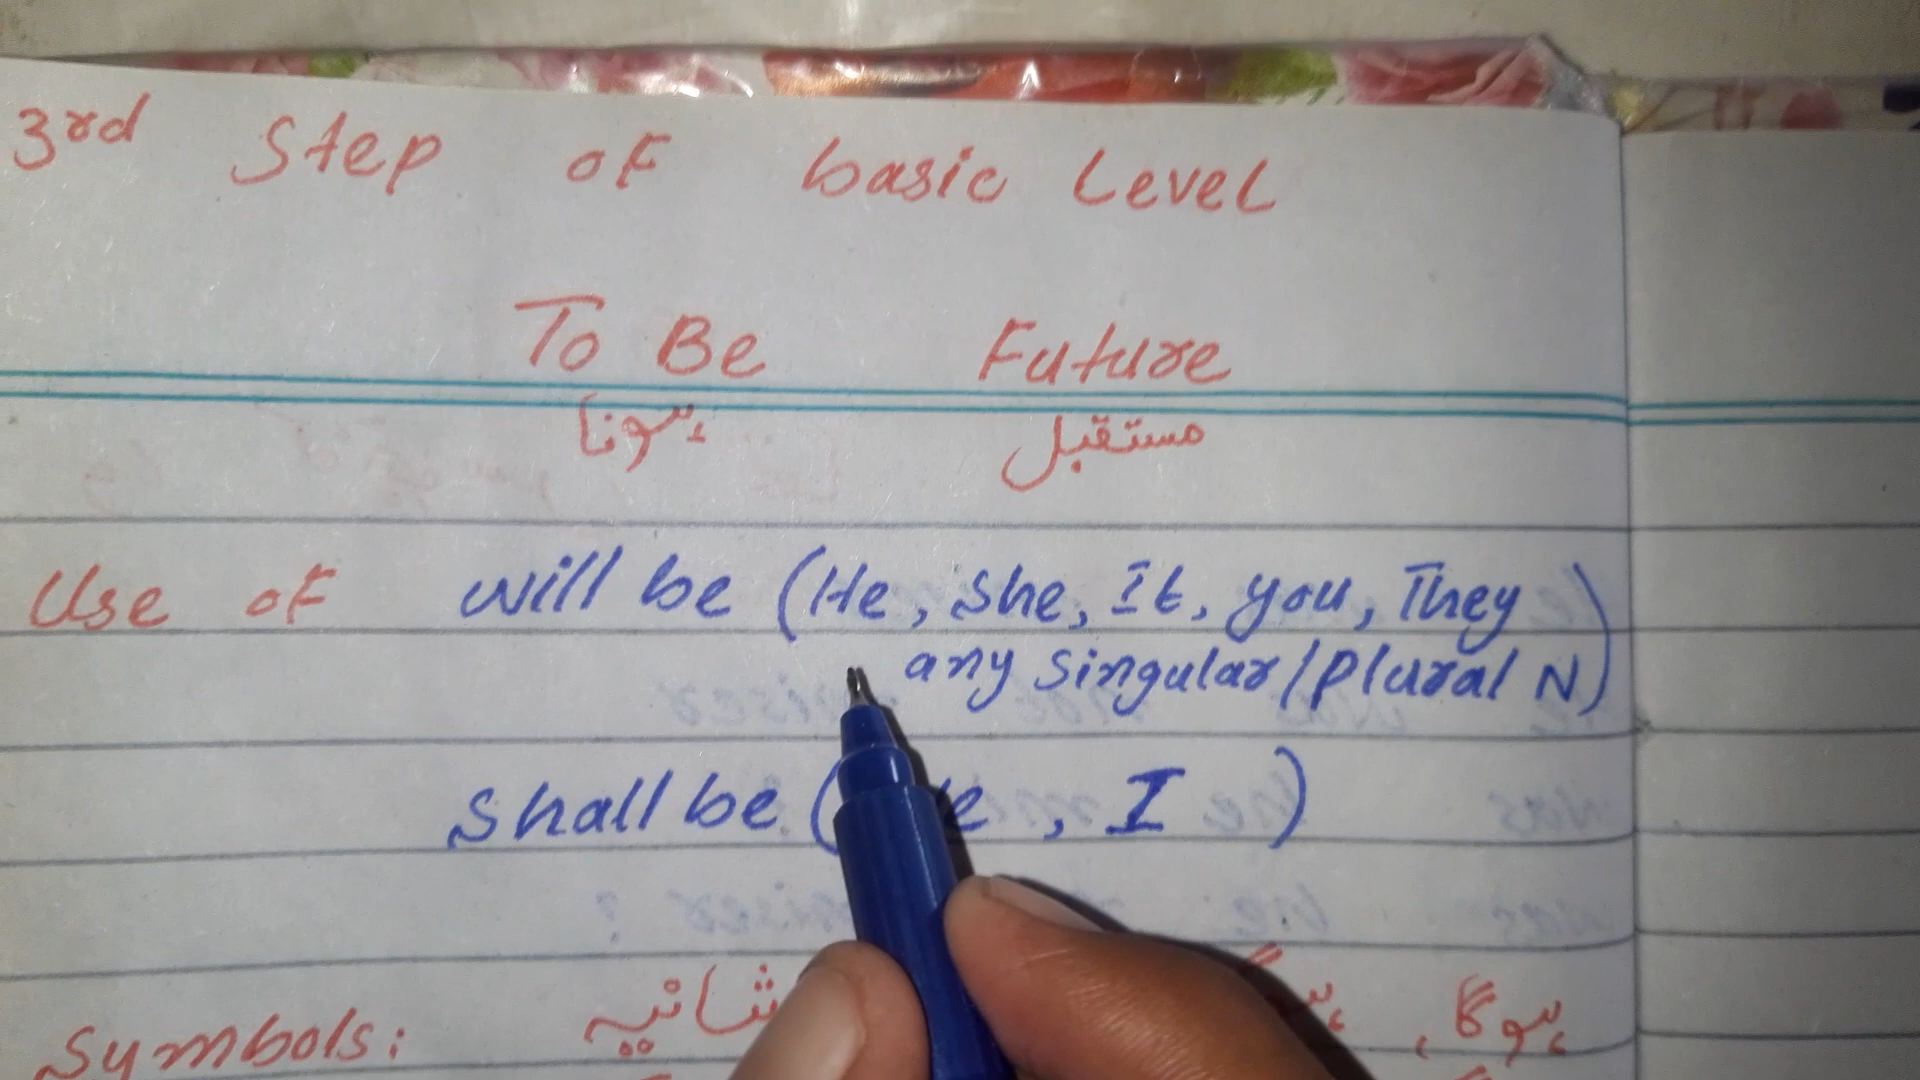 3rd Step of basic Level
To Be Future
ہونا مستقبل
Use of will be (He, She, It, you, They
any singular/plural N)
shall be ( , I )
Symbols: ہوگا،